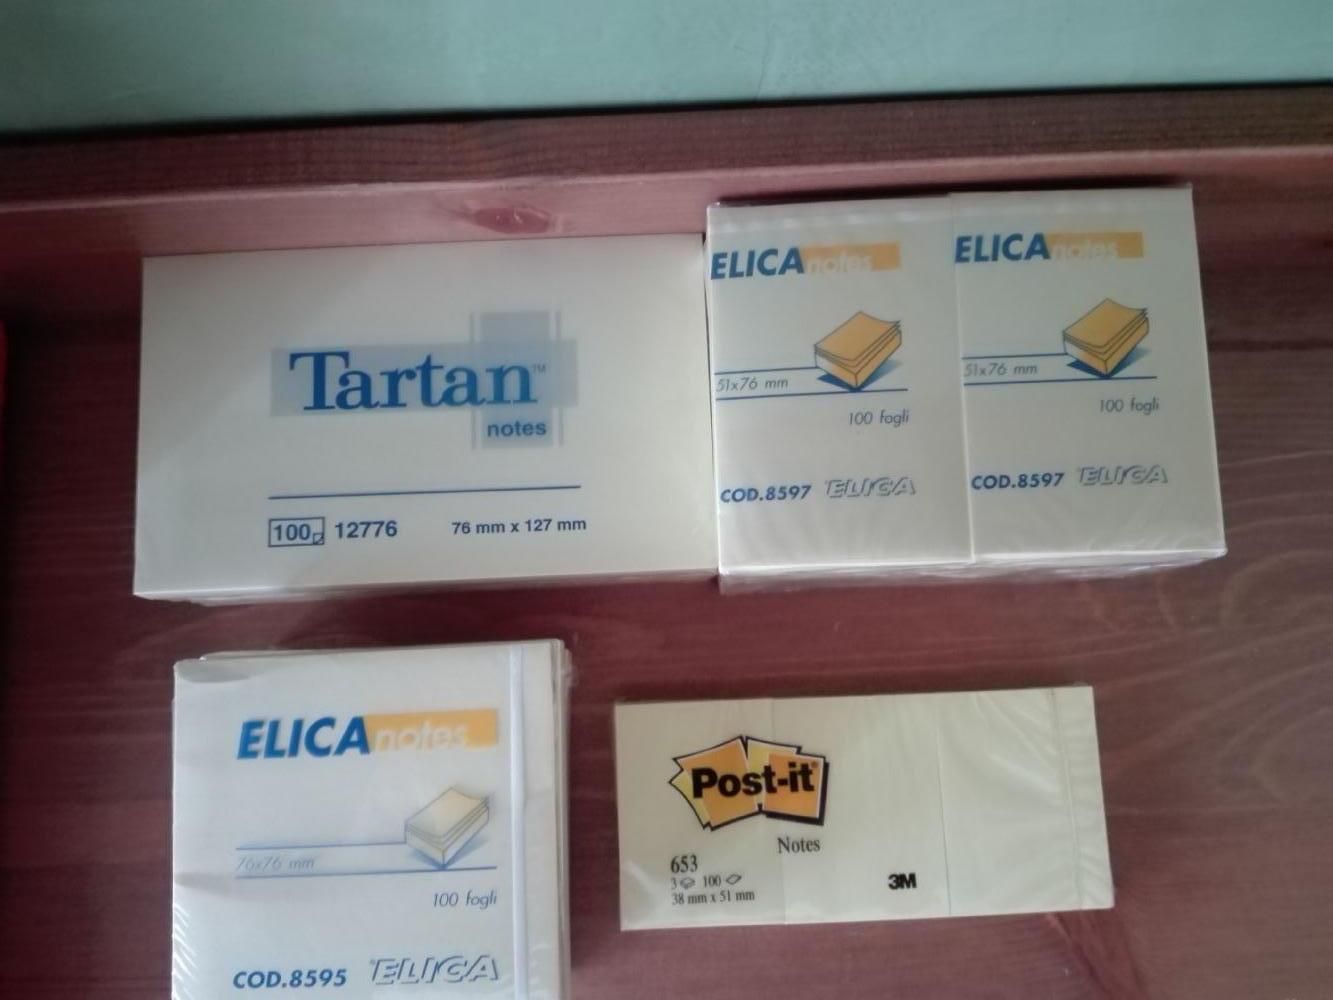 Tartan™
notes
100 12776 76 mm x 127 mm
ELICA notes
51x76 mm
100 fogli
COD.8597 ELICA
ELICA notes
51x76 mm
100 fogli
COD.8597 ELICA
ELICA notes
76x76 mm
100 fogli
COD.8595 ELICA
Post-it®
Notes
653
3 100
38 mm x 51 mm
3M